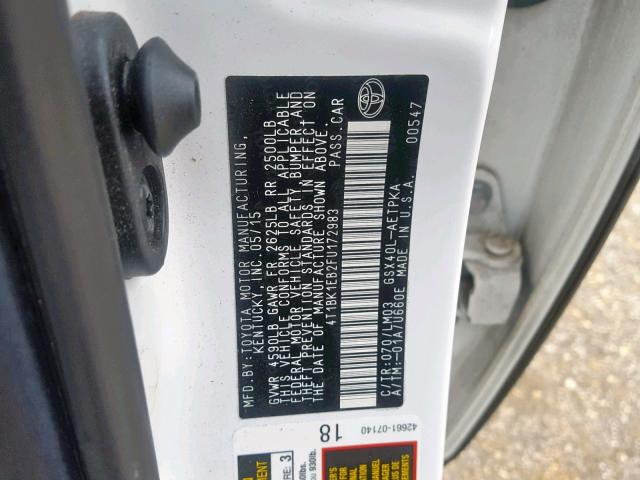 MFD.BY:TOYOTA MOTOR MANUFACTURING,
KENTUCKY, INC. 05/15
GVWR 4590LB GAWR FR 2625LB RR 2500LB
THIS VEHICLE CONFORMS TO ALL APPLICABLE
FEDERAL MOTOR VEHICLE SAFETY, BUMPER AND
THEFT PREVENTION STANDARDS IN EFFECT ON
THE DATE OF MANUFACTURE SHOWN ABOVE.
4T1BK1EB2FU172983 PASS.CAR
C/TR:070/LM03 GSX40L-AETPKA
A/TM:-01A/U660E MADE IN U.S.A.
00547
42661-07140
18
RE: 3
930lb.